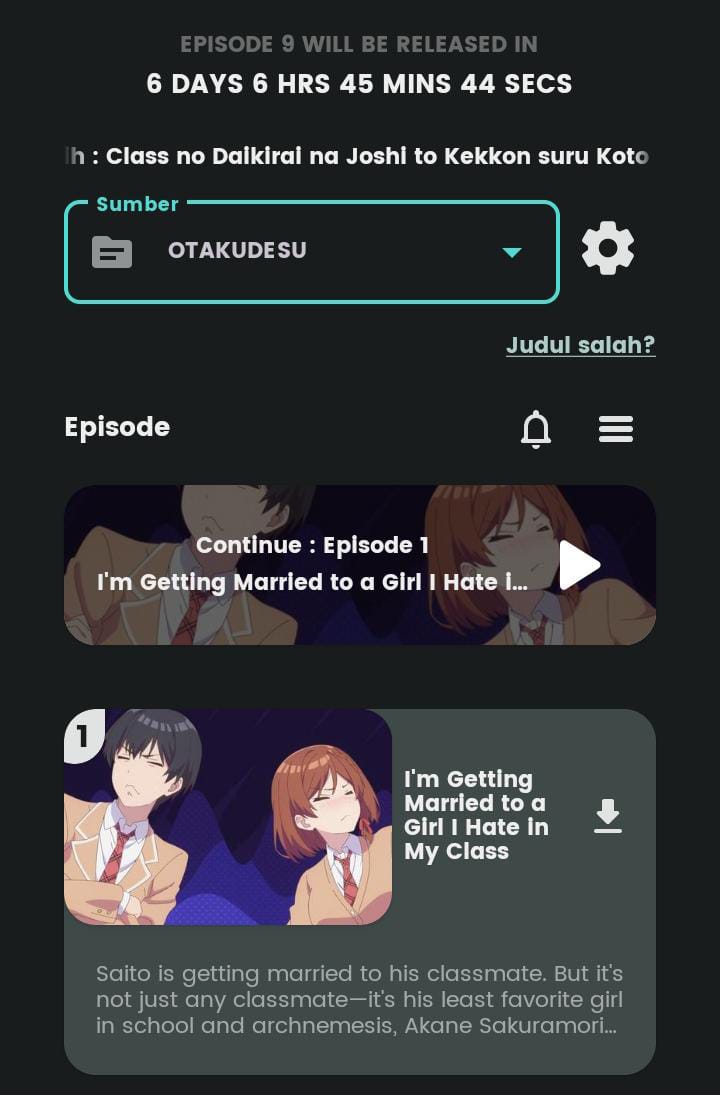 EPISODE 9 WILL BE RELEASED IN
6 DAYS 6 HRS 45 MINS 44 SECS
lh : Class no Daikirai na Joshi to Kekkon suru Koto
Sumber
OTAKUDESU
Judul salah?
Episode
Continue : Episode 1
I'm Getting Married to a Girl I Hate i...
1
I'm Getting
Married to a
Girl I Hate in
My Class
Saito is getting married to his classmate. But it's
not just any classmate—it's his least favorite girl
in school and archnemesis, Akane Sakuramori...